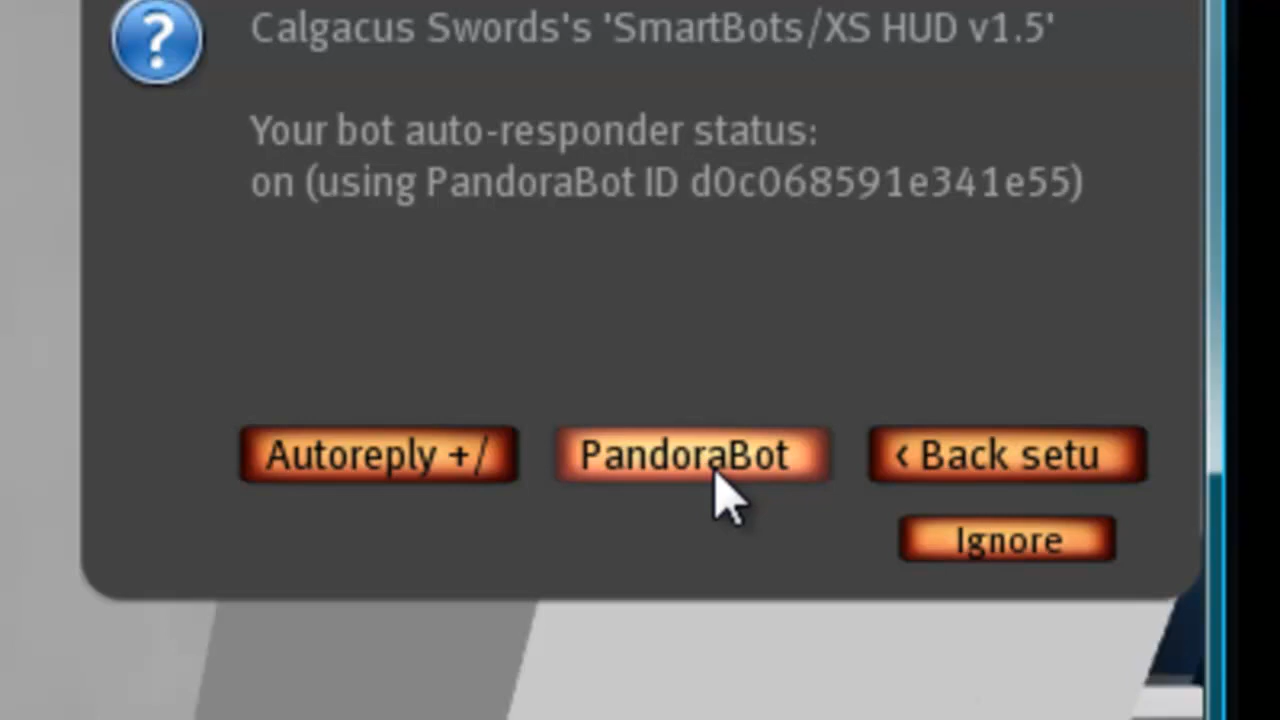 Calgacus Swords's 'SmartBots/XS HUD v1.5'
Your bot auto-responder status:
on (using PandoraBot ID d0c068591e341e55)
Autoreply +/
PandoraBot
‹ Back setu
Ignore